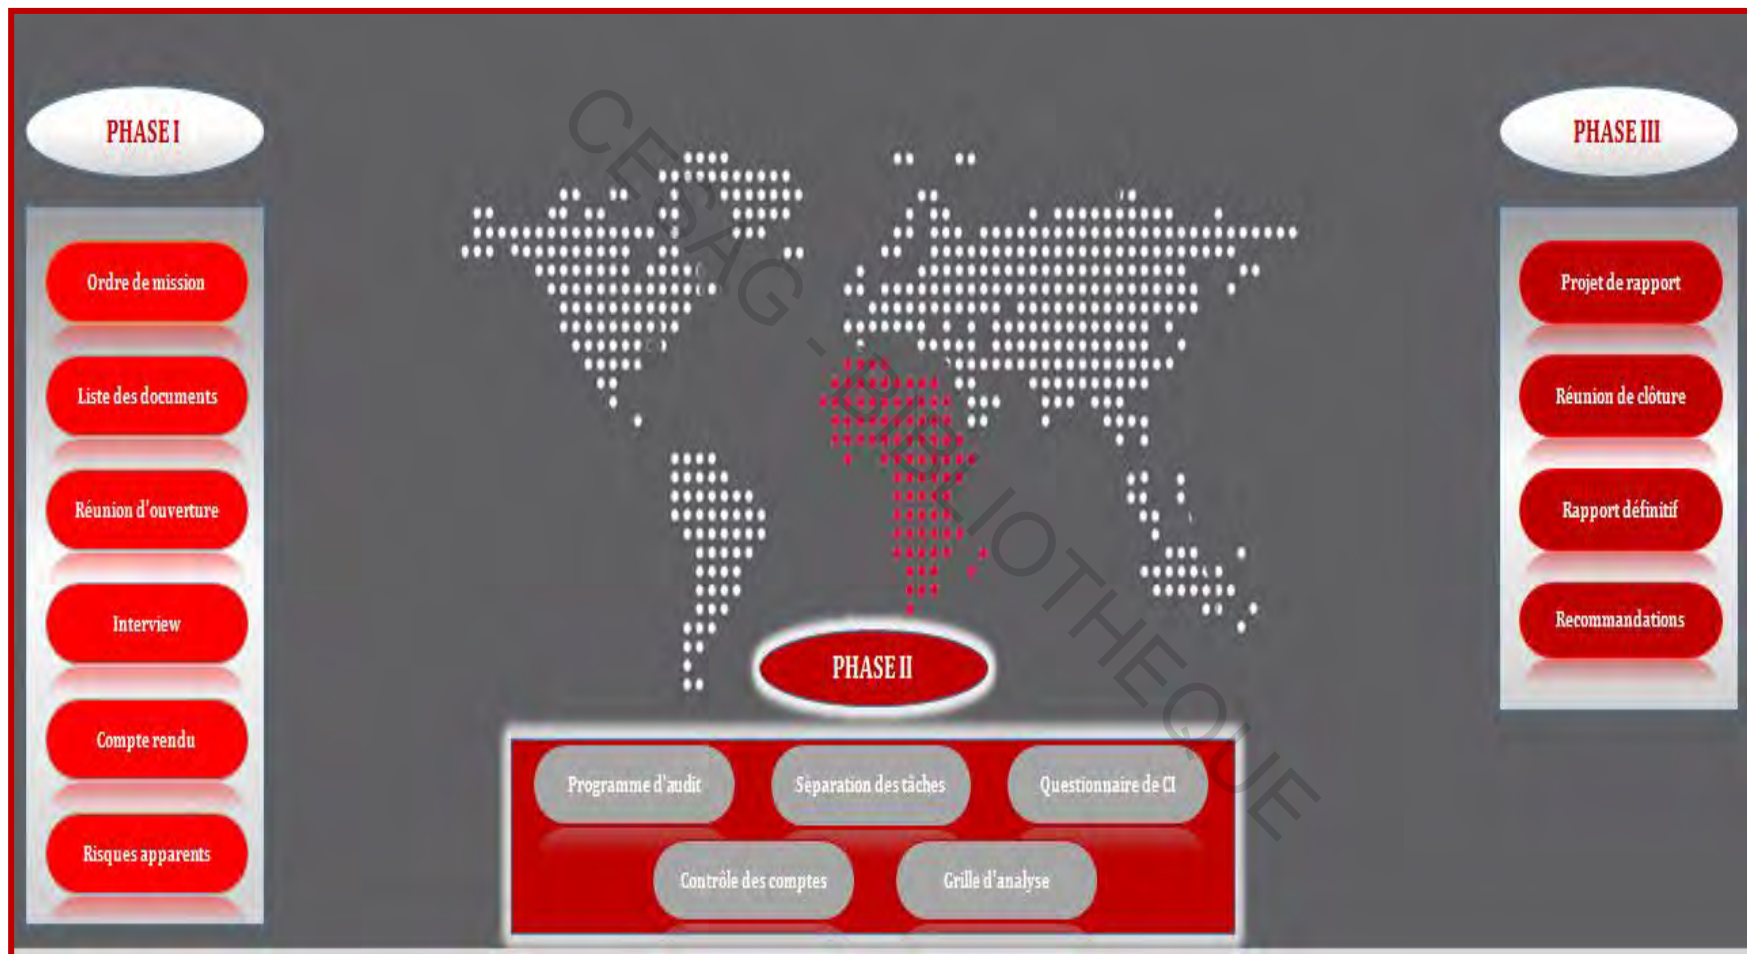 PHASE I
Ordre de mission
Liste des documents
Réunion d'ouverture
Interview
Compte rendu
Risques apparents
PHASE II
Programme d'audit
Séparation des tâches
Questionnaire de CI
Contrôle des comptes
Grille d'analyse
PHASE III
Projet de rapport
Réunion de clôture
Rapport définitif
Recommandations
CESAG - BIBLIOTHEQUE